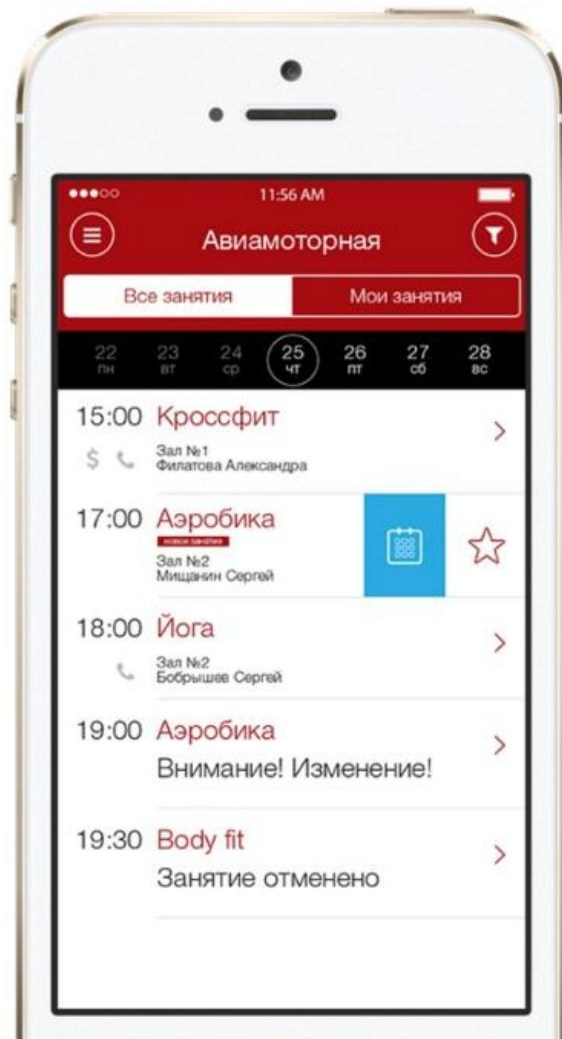 11:56 AM
Авиамоторная
Все занятия Мои занятия
22 23 24 25 26 27 28
пн вт ср чт пт сб вс
15:00 Кроссфит
$ Зал №1
Филатова Александра
17:00 Аэробика
новое занятие
Зал №2
Мищанин Сергей
18:00 Йога
Зал №2
Бобрышев Сергей
19:00 Аэробика
Внимание! Изменение!
19:30 Body fit
Занятие отменено